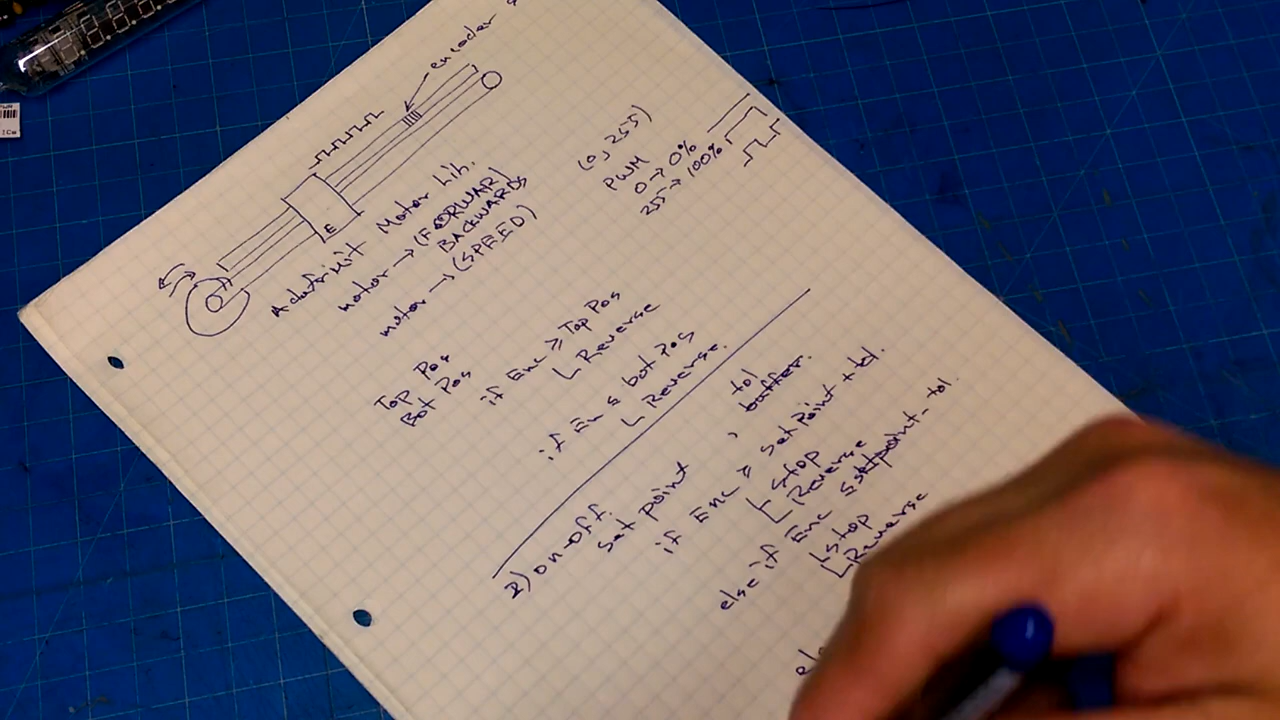 encoder
E
Adafruit Motor Lib.
motor → (FORWAR)
BACKWARDS
motor → (SPEED)
(0, 255)
PWM
0 → 0%
255 → 100%
Top Pos
Bot Pos
if Enc ≥ Top Pos
↳ Reverse
if Enc ≤ bot Pos
↳ Reverse.
2) on-off.
set point, tol
buffer.
if Enc ≥ setpoint + tol.
↳ stop
↳ Reverse
else if Enc ≤ setpoint - tol
↳ stop
↳ Reverse